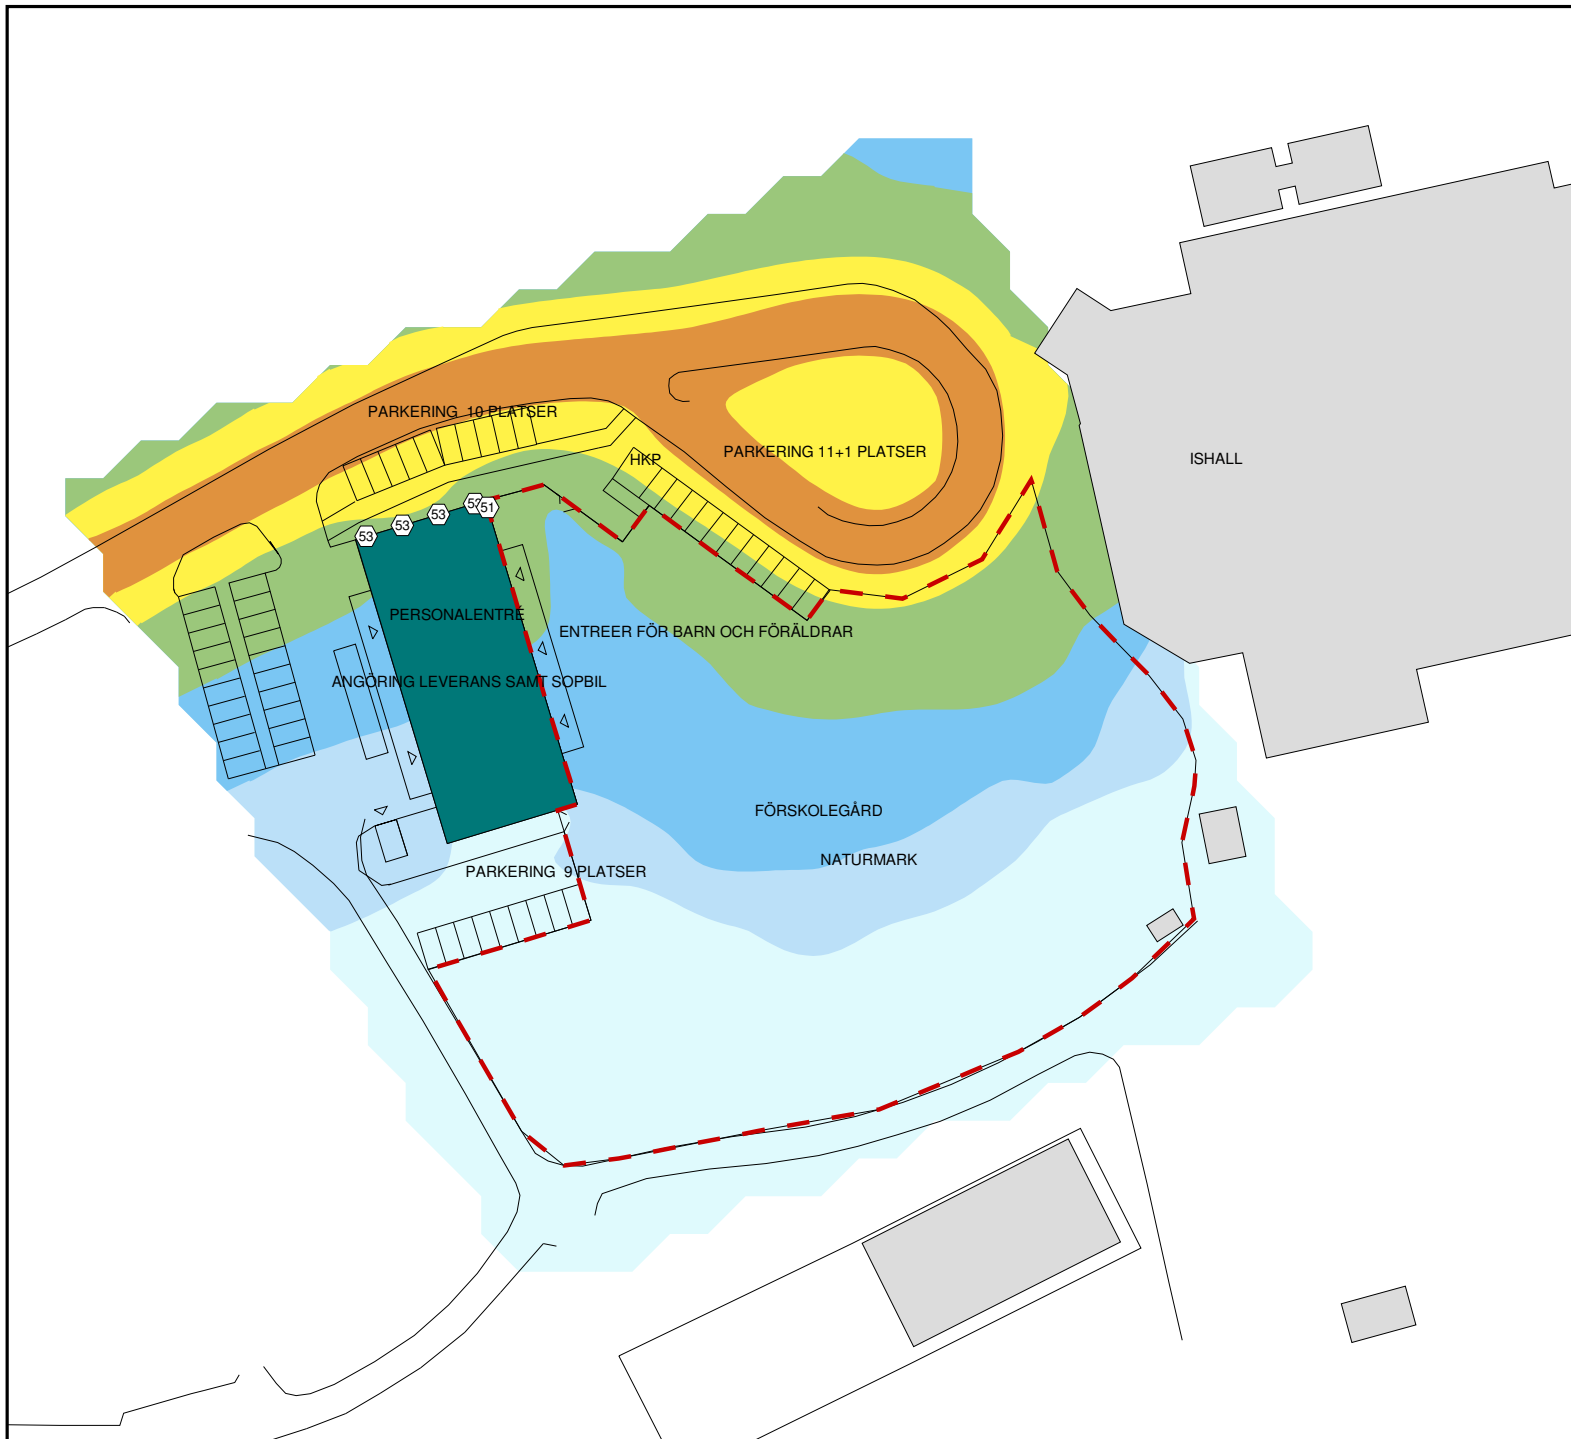 PARKERING 10 PLATSER
PARKERING 11+1 PLATSER
HKP
ISHALL
53
53
53
52
51
PERSONALENTRÉ
ENTREER FÖR BARN OCH FÖRÄLDRAR
ANGÖRING LEVERANS SAMT SOPBIL
FÖRSKOLEGÅRD
NATURMARK
PARKERING 9 PLATSER